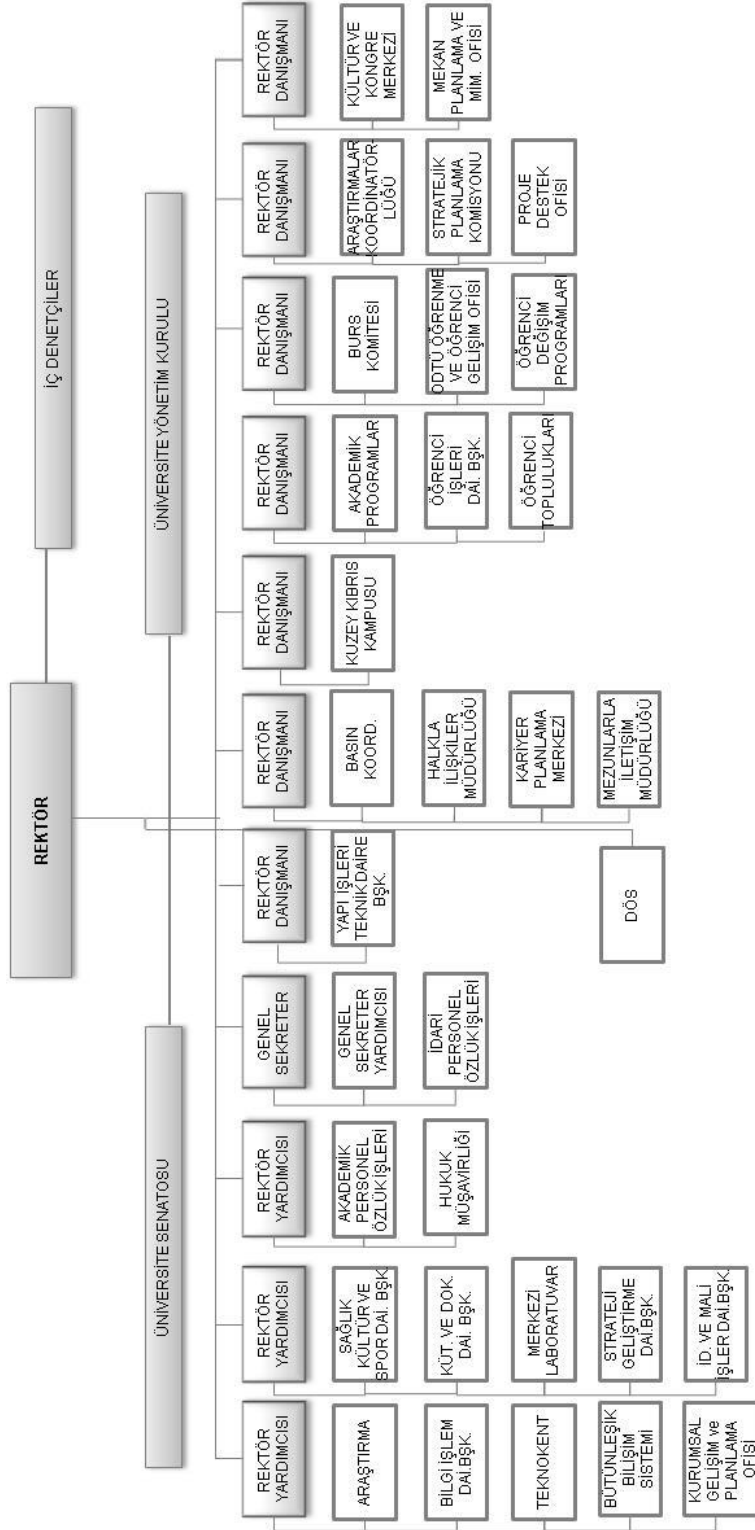 REKTÖR
İÇ DENETÇİLER
ÜNİVERSİTE SENATOSU
ÜNİVERSİTE YÖNETİM KURULU
REKTÖR
YARDIMCISI
ARAŞTIRMA
BİLGİ İŞLEM
DAİ.BŞK.
TEKNOKENT
BÜTÜNLEŞİK
BİLİŞİM
SİSTEMİ
KURUMSAL
GELİŞİM ve
PLANLAMA
OFİSİ
REKTÖR
YARDIMCISI
SAĞLIK
KÜLTÜR VE
SPOR DAİ. BŞK.
KÜT. VE DOK.
DAİ. BŞK.
MERKEZİ
LABORATUVAR
STRATEJİ
GELİŞTİRME
DAİ.BŞK.
İD. VE MALİ
İŞLER DAİ.BŞK.
REKTÖR
YARDIMCISI
AKADEMİK
PERSONEL
ÖZLÜK İŞLERİ
HUKUK
MÜŞAVİRLİĞİ
GENEL
SEKRETER
GENEL
SEKRETER
YARDIMCISI
İDARİ
PERSONEL
ÖZLÜK İŞLERİ
REKTÖR
DANIŞMANI
YAPI İŞLERİ
TEKNİK DAİRE
BŞK.
DÖS
REKTÖR
DANIŞMANI
BASIN
KOORD.
HALKLA
İLİŞKİLER
MÜDÜRLÜĞÜ
KARİYER
PLANLAMA
MERKEZİ
MEZUNLARLA
İLETİŞİM
MÜDÜRLÜĞÜ
REKTÖR
DANIŞMANI
KUZEY KIBRIS
KAMPUSU
REKTÖR
DANIŞMANI
AKADEMİK
PROGRAMLAR
ÖĞRENCİ
İŞLERİ
DAİ. BŞK.
ÖĞRENCİ
TOPLULUKLARI
REKTÖR
DANIŞMANI
BURS
KOMİTESİ
ODTÜ ÖĞRENME
VE ÖĞRENCİ
GELİŞİM OFİSİ
ÖĞRENCİ
DEĞİŞİM
PROGRAMLARI
REKTÖR
DANIŞMANI
ARAŞTIRMALAR
KOORDİNATÖR-
LÜĞÜ
STRATEJİK
PLANLAMA
KOMİSYONU
PROJE
DESTEK
OFİSİ
REKTÖR
DANIŞMANI
KÜLTÜR VE
KONGRE
MERKEZİ
MEKAN
PLANLAMA VE
MİM. OFİSİ